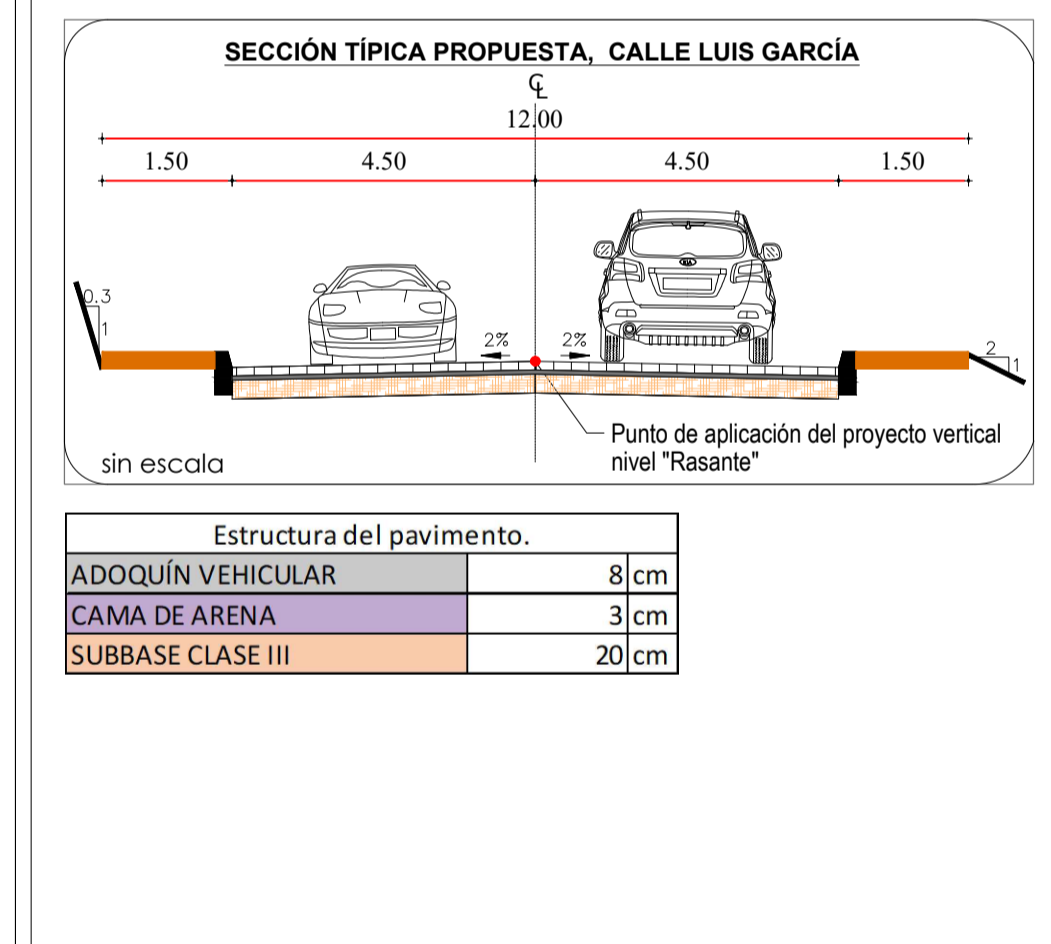 SECCIÓN TÍPICA PROPUESTA, CALLE LUIS GARCÍA
℄
12.00
1.50 4.50 4.50 1.50
0.3
1
2% 2%
KIA
2
1
Punto de aplicación del proyecto vertical
nivel "Rasante"
sin escala
Estructura del pavimento.
ADOQUÍN VEHICULAR 8 cm
CAMA DE ARENA 3 cm
SUBBASE CLASE III 20 cm